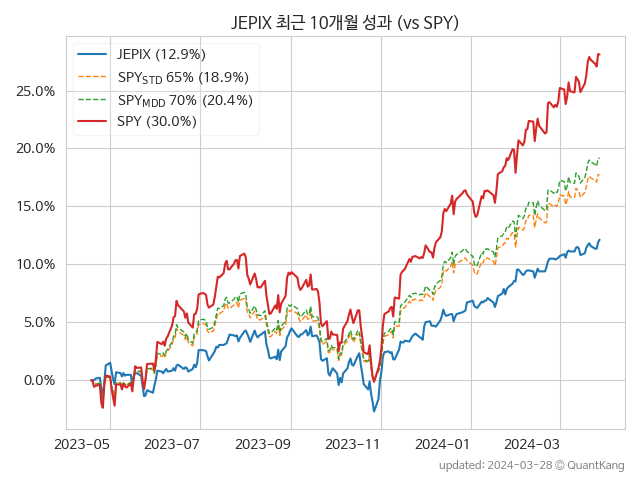 JEPIX 최근 10개월 성과 (vs SPY)
JEPIX (12.9%)
SPY_STD 65% (18.9%)
SPY_MDD 70% (20.4%)
SPY (30.0%)
25.0%
20.0%
15.0%
10.0%
5.0%
0.0%
2023-05 2023-07 2023-09 2023-11 2024-01 2024-03
updated: 2024-03-28 © QuantKang